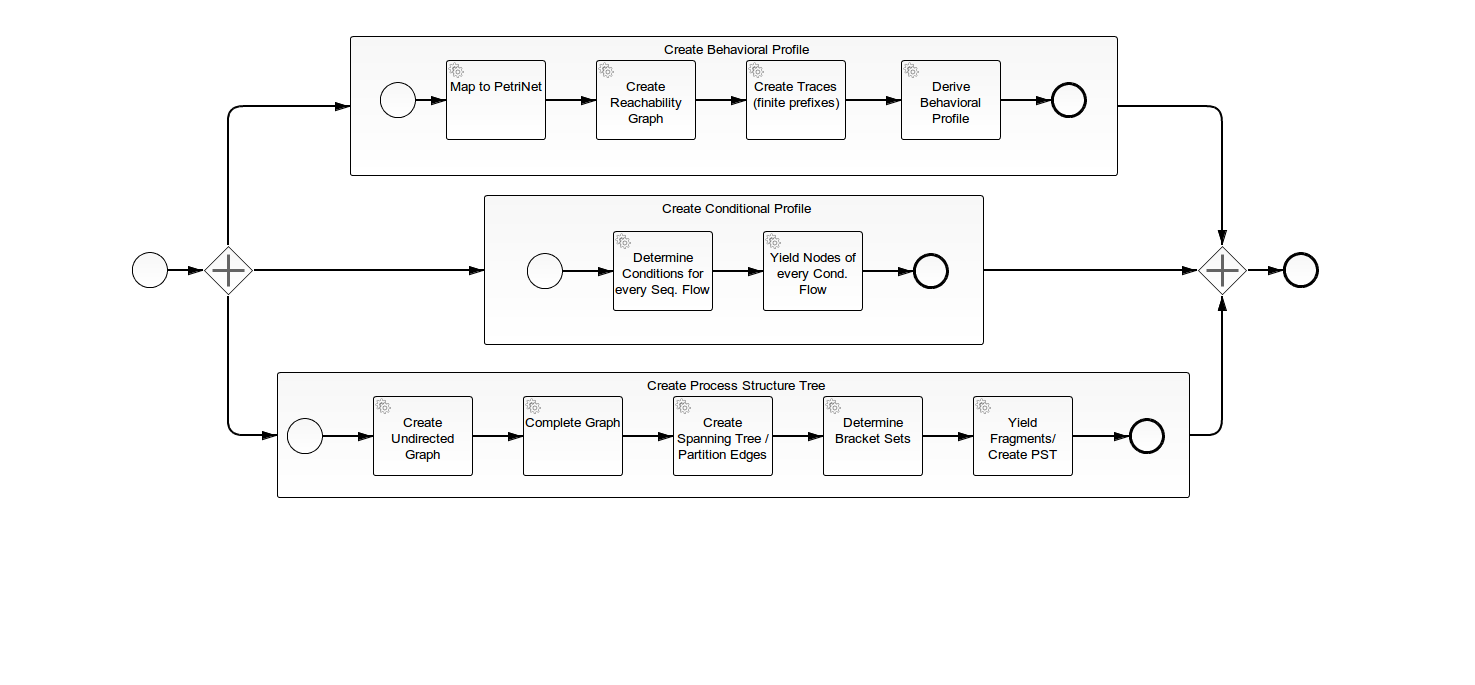 Create Behavioral Profile
Map to PetriNet
Create
Reachability
Graph
Create Traces
(finite prefixes)
Derive
Behavioral
Profile
Create Conditional Profile
Determine
Conditions for
every Seq. Flow
Yield Nodes of
every Cond.
Flow
Create Process Structure Tree
Create
Undirected
Graph
Complete Graph
Create
Spanning Tree /
Partition Edges
Determine
Bracket Sets
Yield
Fragments/
Create PST